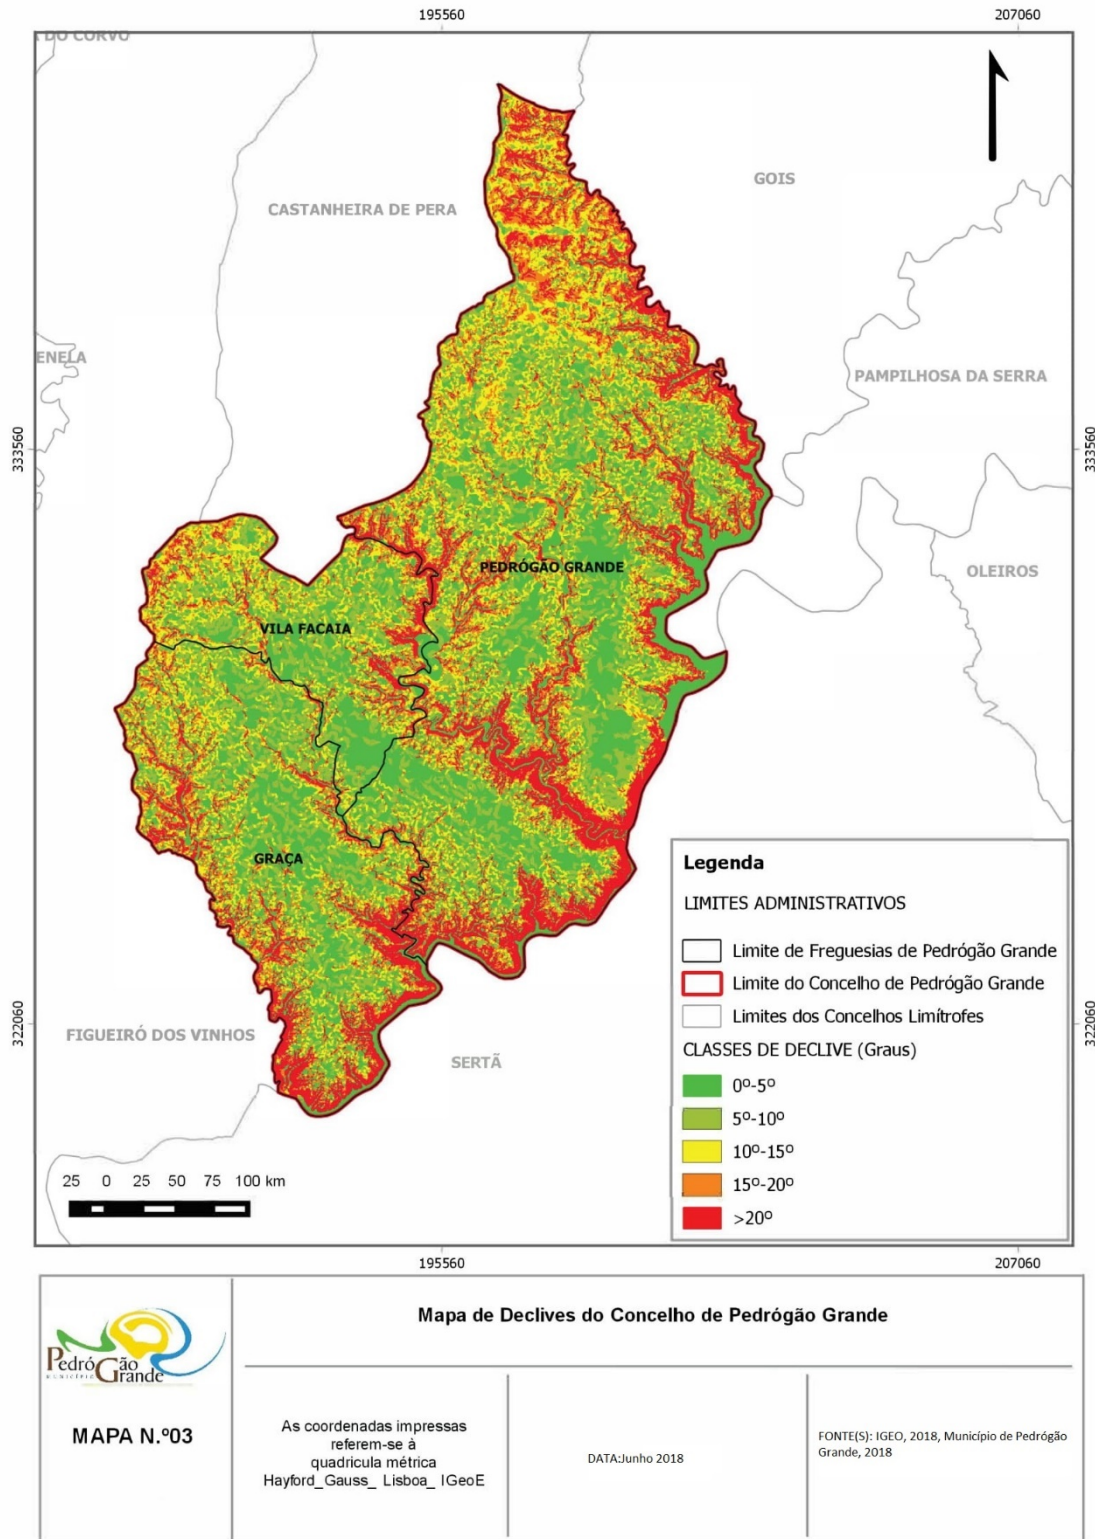 195560
207060
A DO CORVO
GOIS
CASTANHEIRA DE PERA
ENELA
PAMPILHOSA DA SERRA
333560
333560
PEDRÓGÃO GRANDE
OLEIROS
VILA FACAIA
GRAÇA
Legenda
LIMITES ADMINISTRATIVOS
Limite de Freguesias de Pedrógão Grande
Limite do Concelho de Pedrógão Grande
Limites dos Concelhos Limítrofes
CLASSES DE DECLIVE (Graus)
0º-5º
5º-10º
10º-15º
15º-20º
>20º
322060
322060
FIGUEIRÓ DOS VINHOS
SERTÃ
25 0 25 50 75 100 km
195560
207060
Mapa de Declives do Concelho de Pedrógão Grande
Pedrógão
MUNICÍPIO Grande
MAPA N.º03
As coordenadas impressas
referem-se à
quadricula métrica
Hayford_Gauss_ Lisboa_ IGeoE
DATA:Junho 2018
FONTE(S): IGEO, 2018, Município de Pedrógão
Grande, 2018